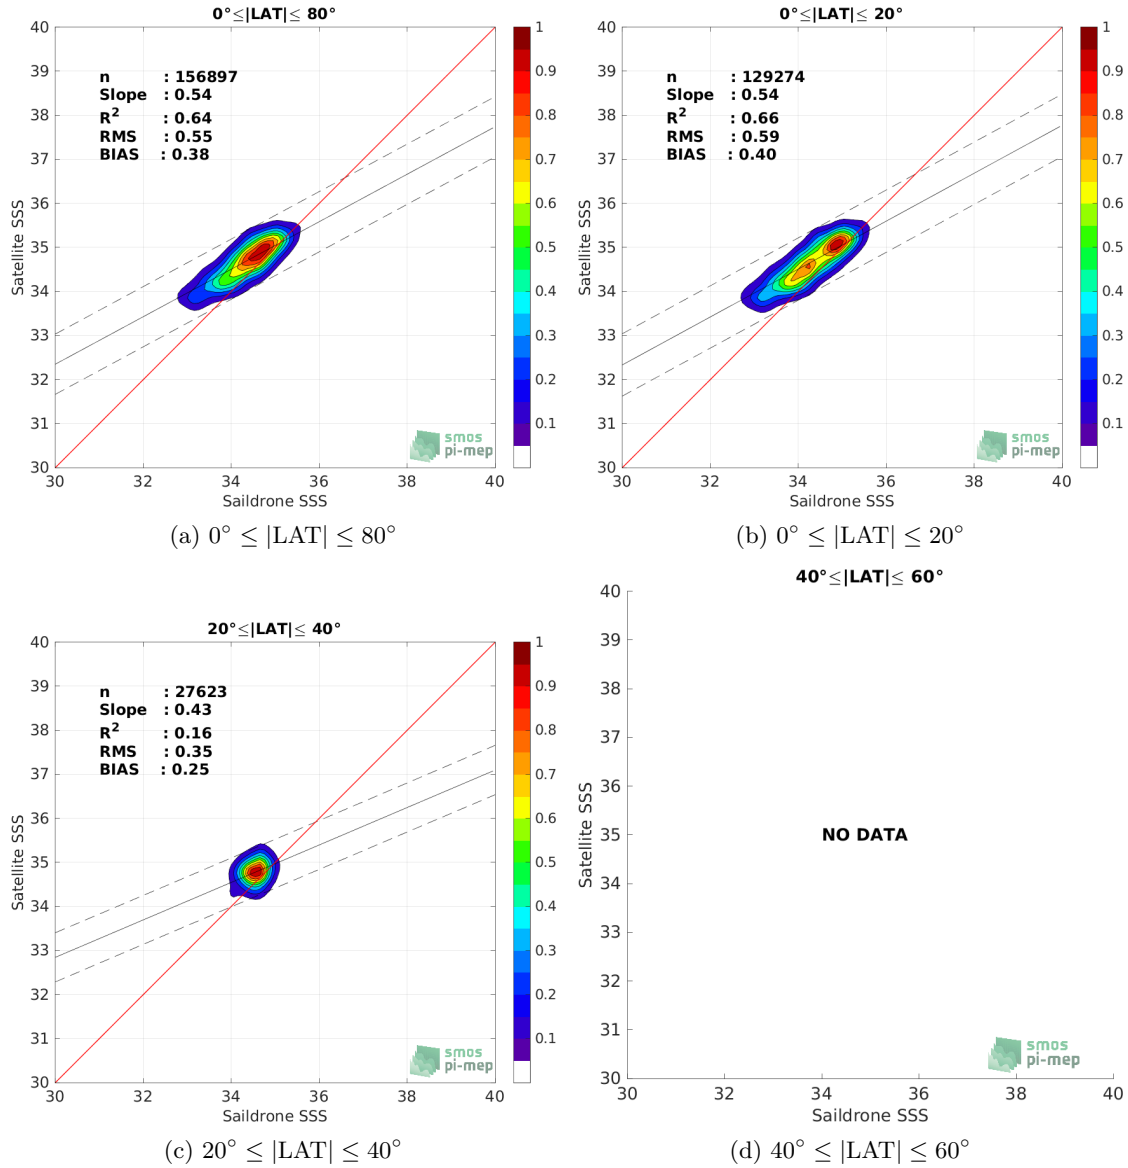 0°≤|LAT|≤ 80°
n : 156897
Slope : 0.54
R² : 0.64
RMS : 0.55
BIAS : 0.38
40
39
38
37
36
35
34
33
32
31
30
Satellite SSS
30 32 34 36 38 40
Saildrone SSS
1
0.9
0.8
0.7
0.6
0.5
0.4
0.3
0.2
0.1
smos
pi-mep
(a) 0° ≤ |LAT| ≤ 80°
0°≤|LAT|≤ 20°
n : 129274
Slope : 0.54
R² : 0.66
RMS : 0.59
BIAS : 0.40
40
39
38
37
36
35
34
33
32
31
30
Satellite SSS
30 32 34 36 38 40
Saildrone SSS
1
0.9
0.8
0.7
0.6
0.5
0.4
0.3
0.2
0.1
smos
pi-mep
(b) 0° ≤ |LAT| ≤ 20°
20°≤|LAT|≤ 40°
n : 27623
Slope : 0.43
R² : 0.16
RMS : 0.35
BIAS : 0.25
40
39
38
37
36
35
34
33
32
31
30
Satellite SSS
30 32 34 36 38 40
Saildrone SSS
1
0.9
0.8
0.7
0.6
0.5
0.4
0.3
0.2
0.1
smos
pi-mep
(c) 20° ≤ |LAT| ≤ 40°
40°≤|LAT|≤ 60°
40
39
38
37
36
35
34
33
32
31
30
Satellite SSS
NO DATA
30 32 34 36 38 40
Saildrone SSS
smos
pi-mep
(d) 40° ≤ |LAT| ≤ 60°